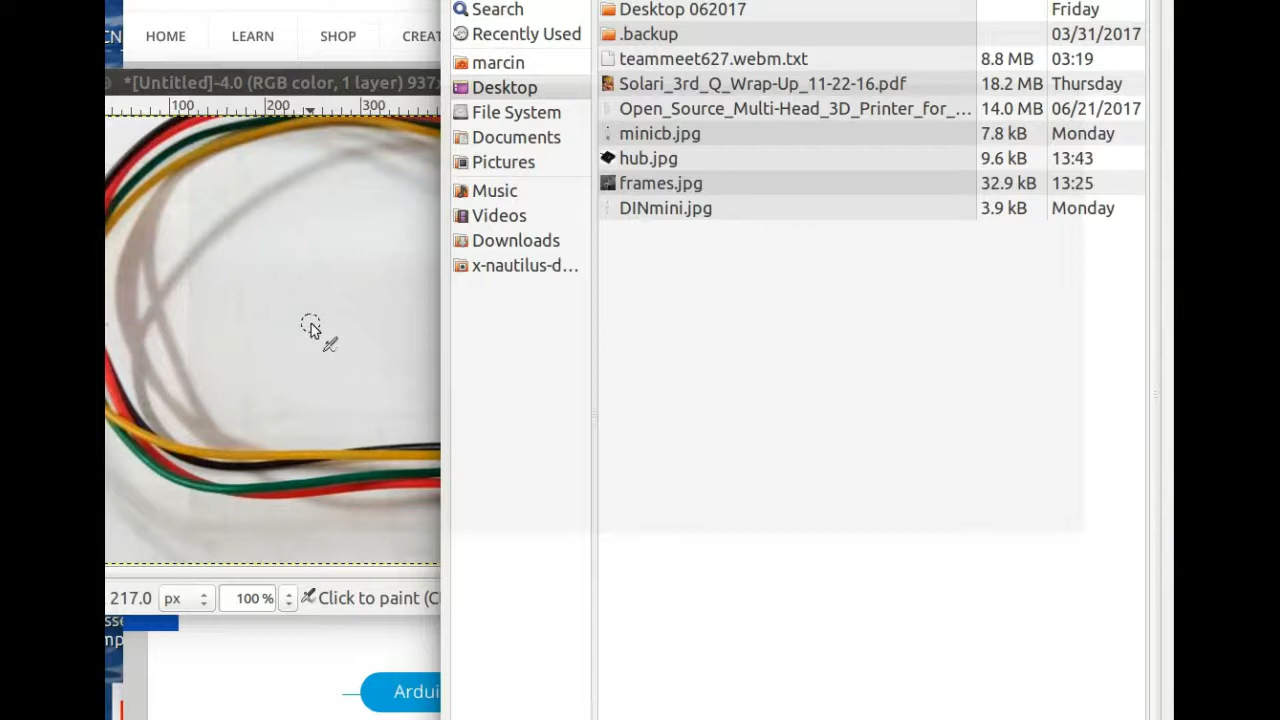 CN
HOME
LEARN
SHOP
CREAT
*[Untitled]-4.0 (RGB color, 1 layer) 937x
100
200
300
217.0
px
100 %
Click to paint (C
Ardui
Search
Recently Used
marcin
Desktop
File System
Documents
Pictures
Music
Videos
Downloads
x-nautilus-d…
Desktop 062017 Friday
.backup 03/31/2017
teammeet627.webm.txt 8.8 MB 03:19
Solari_3rd_Q_Wrap-Up_11-22-16.pdf 18.2 MB Thursday
Open_Source_Multi-Head_3D_Printer_for_… 14.0 MB 06/21/2017
minicb.jpg 7.8 kB Monday
hub.jpg 9.6 kB 13:43
frames.jpg 32.9 kB 13:25
DINmini.jpg 3.9 kB Monday